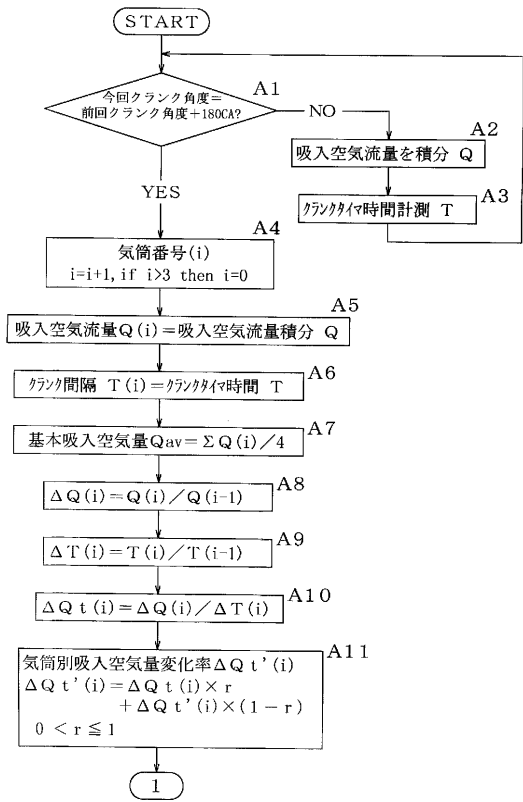 START
A1
今回クランク角度＝
前回クランク角度＋180CA?
NO
A2
吸入空気流量を積分 Q
A3
ｸﾗﾝｸﾀｲﾏ時間計測 T
YES
A4
気筒番号(i)
i=i+1,if i>3 then i=0
A5
吸入空気流量Q(i)＝吸入空気流量積分 Q
A6
ｸﾗﾝｸ間隔 T(i)＝ｸﾗﾝｸﾀｲﾏ時間 T
A7
基本吸入空気量Qav＝ΣQ(i)/4
A8
ΔQ(i)＝Q(i)/Q(i-1)
A9
ΔT(i)＝T(i)/T(i-1)
A10
ΔQt(i)＝ΔQ(i)/ΔT(i)
A11
気筒別吸入空気量変化率ΔQt'(i)
ΔQt'(i)＝ΔQt(i)×r
＋ΔQt'(i)×(1－r)
0＜r≦1
1